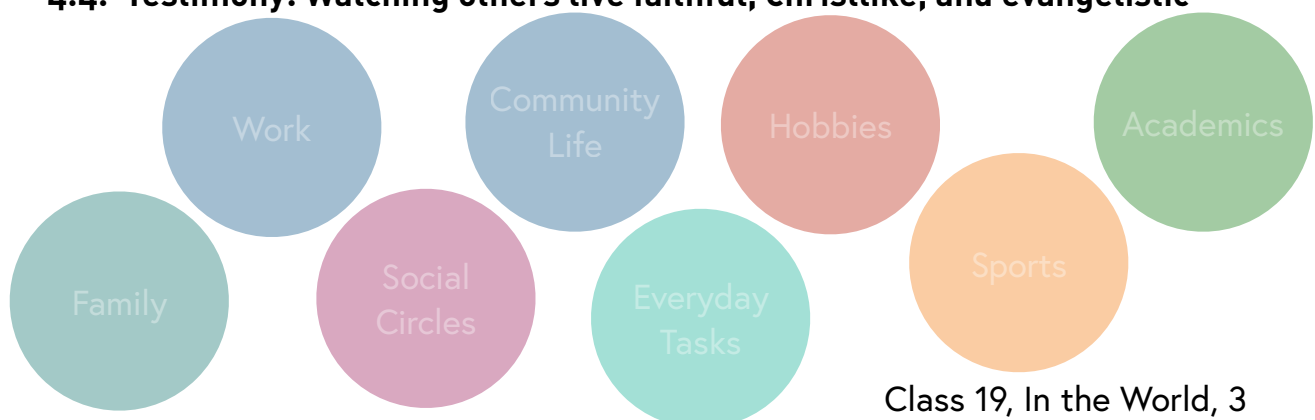 4.4. Testimony: Watching others live faithful, Christlike, and evangelistic
Work
Community
Life
Hobbies
Academics
Family
Social
Circles
Everyday
Tasks
Sports
Class 19, In the World, 3